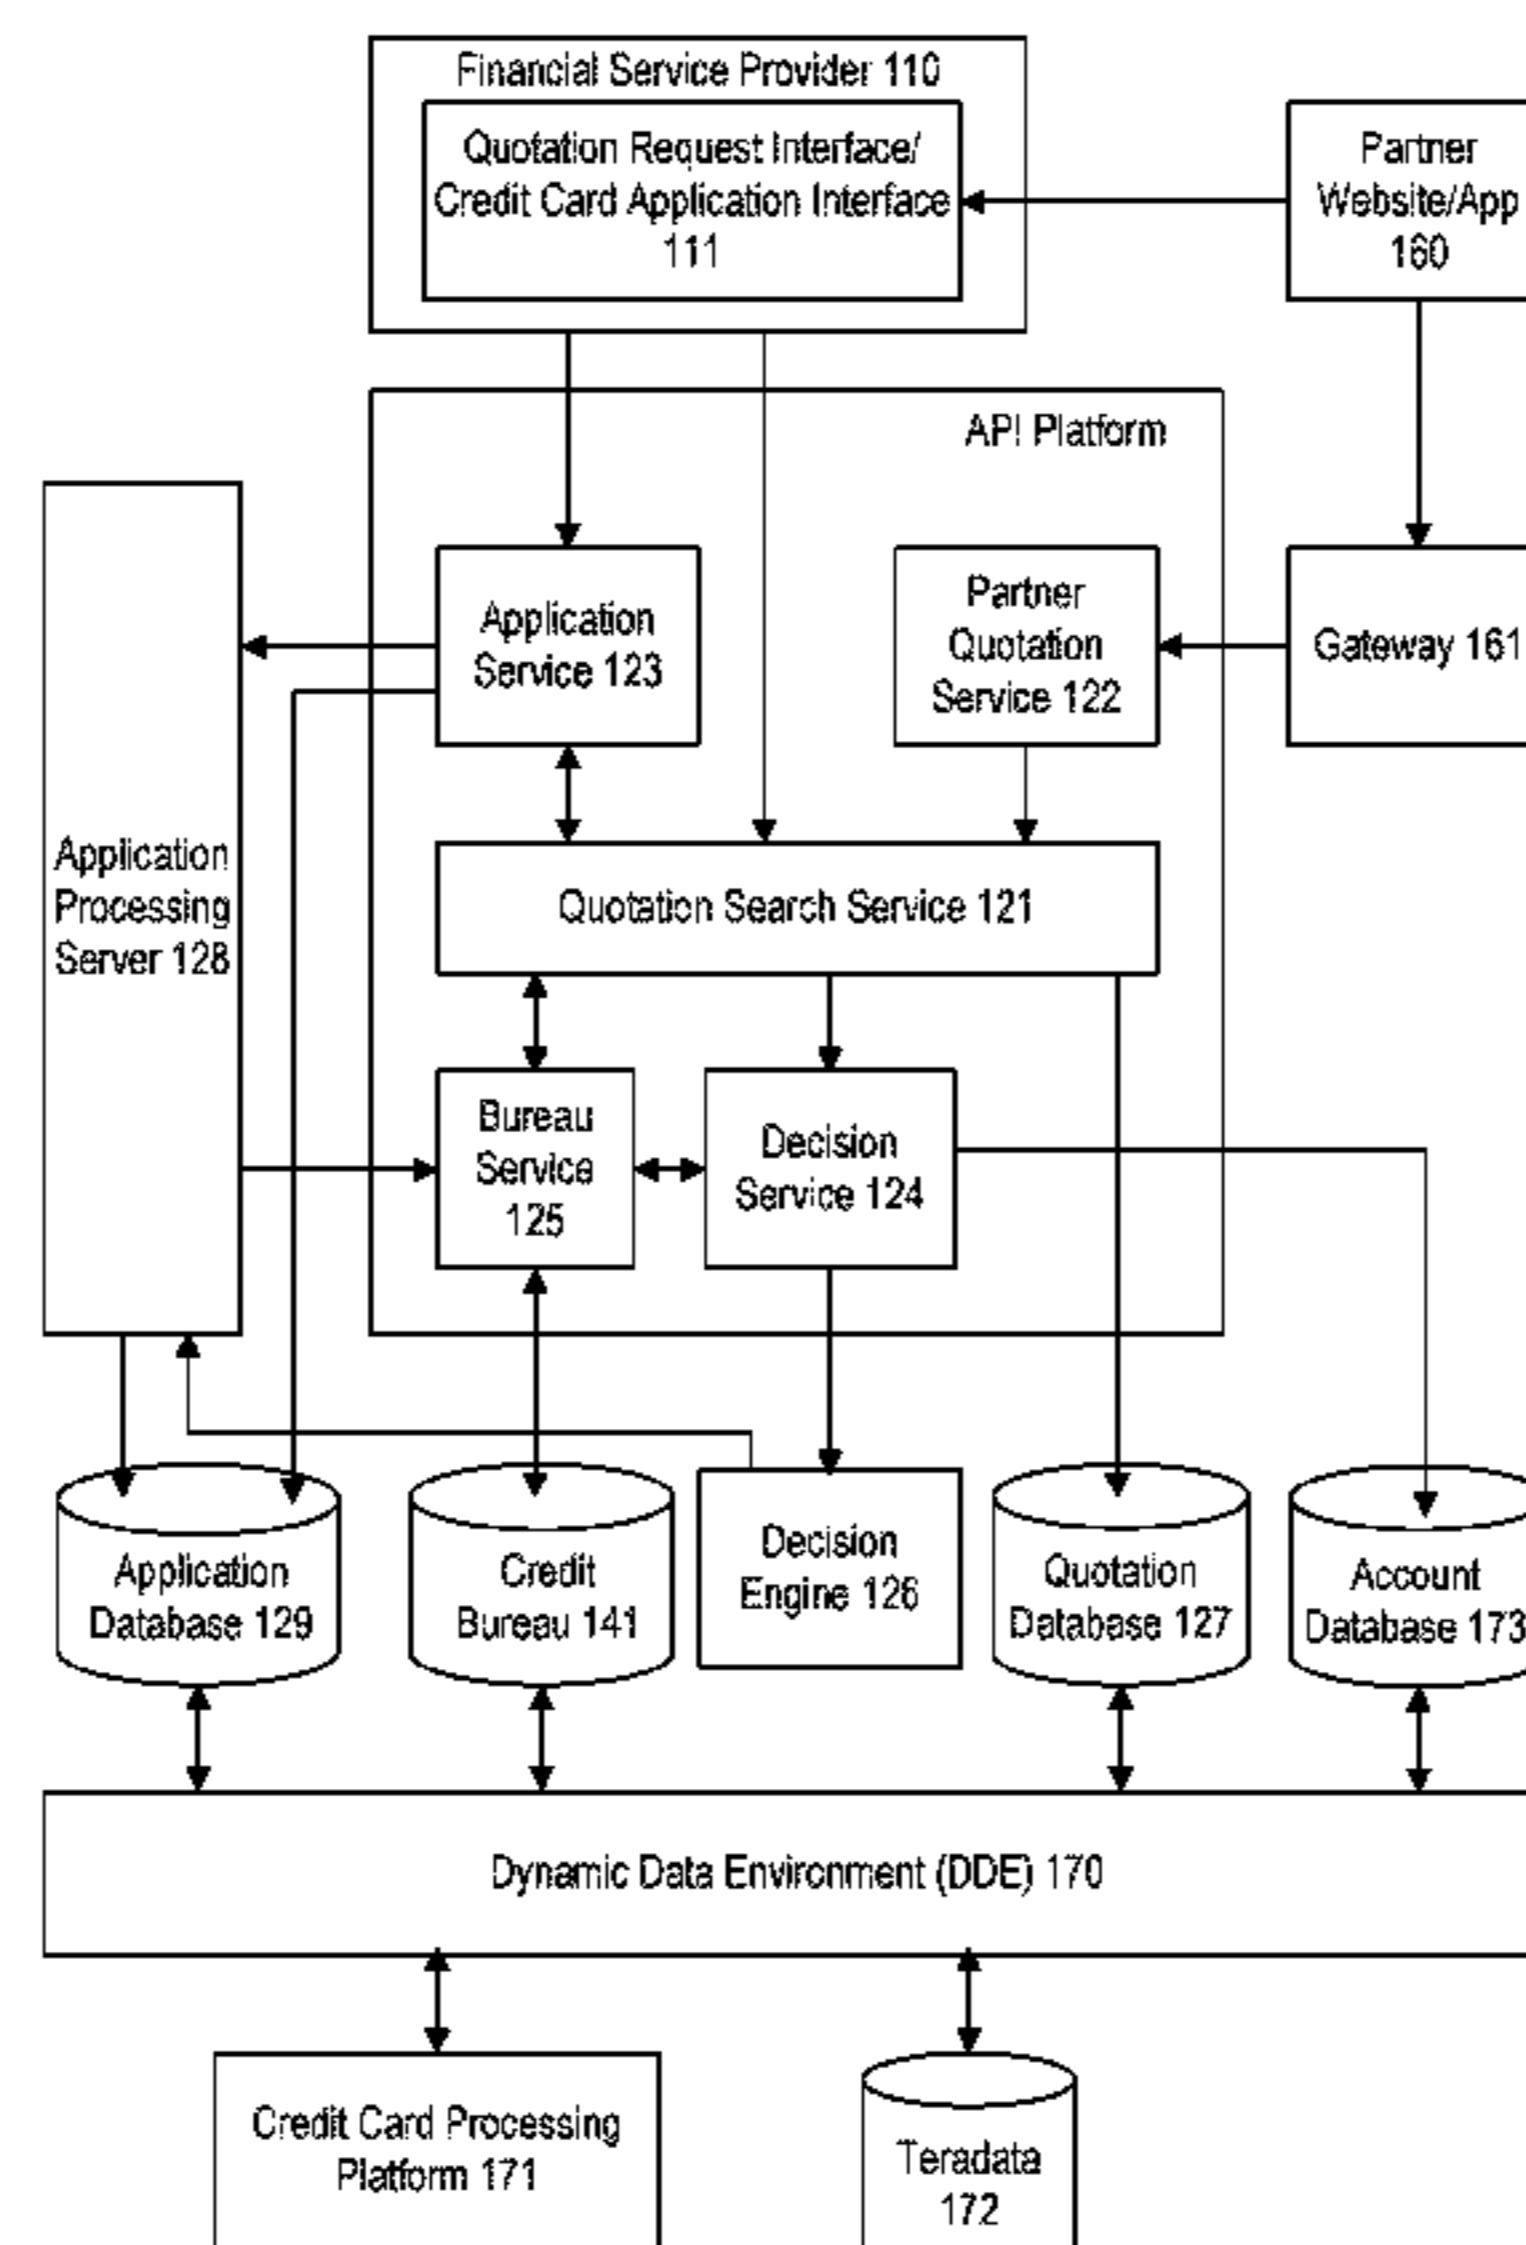 Financial Service Provider 110
Quotation Request Interface/
Credit Card Application Interface
111
Partner
Website/App
160
API Platform
Application
Service 123
Partner
Quotation
Service 122
Gateway 161
Application
Processing
Server 128
Quotation Search Service 121
Bureau
Service
125
Decision
Service 124
Application
Database 129
Credit
Bureau 141
Decision
Engine 126
Quotation
Database 127
Account
Database 173
Dynamic Data Environment (DDE) 170
Credit Card Processing
Platform 171
Teradata
172